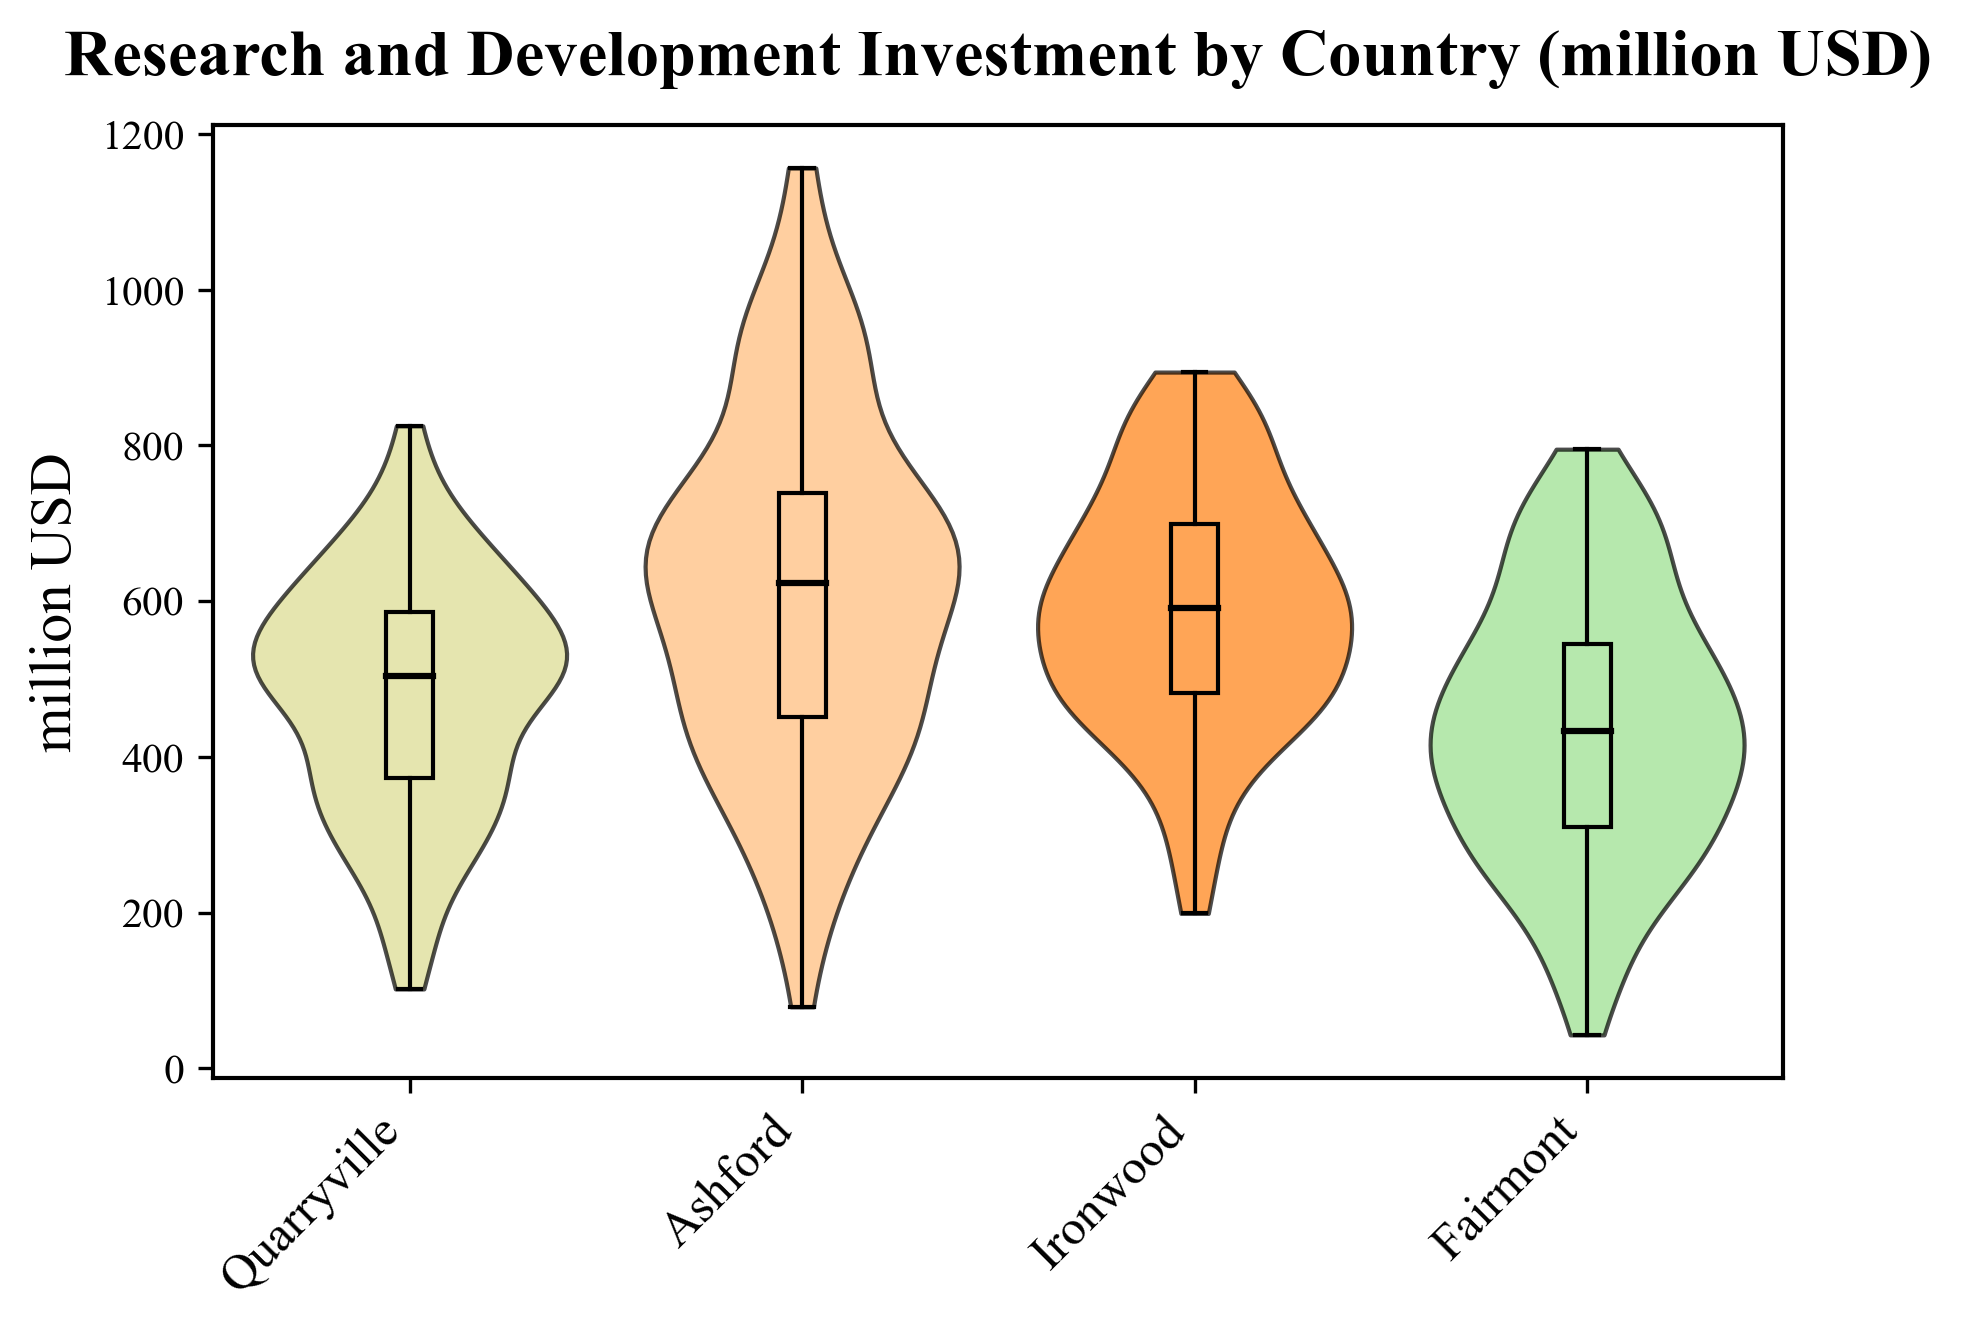 Research and Development Investment by Country (million USD)
million USD
1200
1000
800
600
400
200
0
Quarryville
Ashford
Ironwood
Fairmont